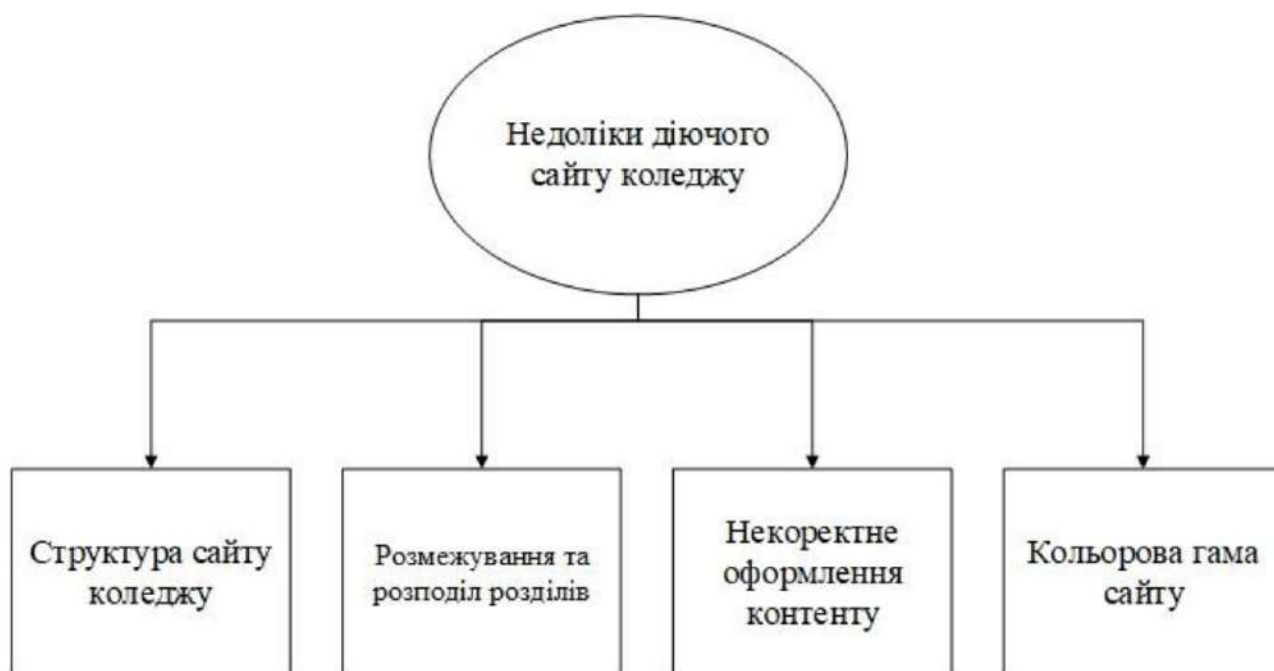 Недоліки діючого
сайту коледжу
Структура сайту
коледжу
Розмежування та
розподіл розділів
Некоректне
оформлення
контенту
Кольорова гама
сайту